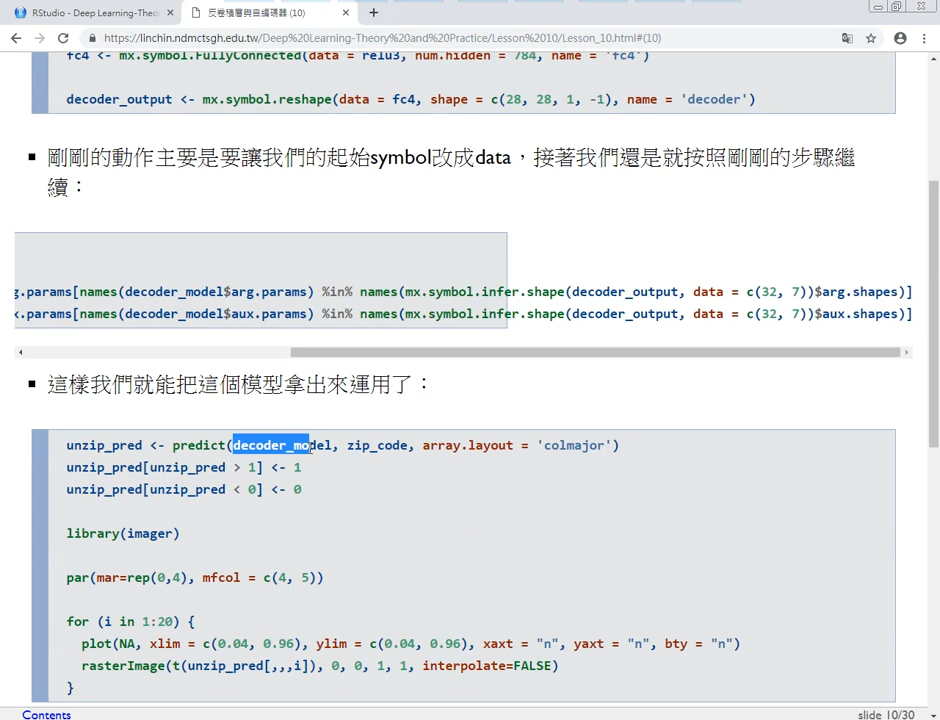 RStudio - Deep Learning-Theo
反卷積層與自編碼器 (10)
https://linchin.ndmctsgh.edu.tw/Deep%20Learning-Theory%20and%20Practice/Lesson%2010/Lesson_10.html#(10)
fc4 <- mx.symbol.FullyConnected(data = relu3, num.hidden = 784, name = 'fc4')
decoder_output <- mx.symbol.reshape(data = fc4, shape = c(28, 28, 1, -1), name = 'decoder')
▪ 剛剛的動作主要是要讓我們的起始symbol改成data，接著我們還是就按照剛剛的步驟繼
續：
g.params[names(decoder_model$arg.params) %in% names(mx.symbol.infer.shape(decoder_output, data = c(32, 7))$arg.shapes)]
x.params[names(decoder_model$aux.params) %in% names(mx.symbol.infer.shape(decoder_output, data = c(32, 7))$aux.shapes)]
▪ 這樣我們就能把這個模型拿出來運用了：
unzip_pred <- predict(decoder_model, zip_code, array.layout = 'colmajor')
unzip_pred[unzip_pred > 1] <- 1
unzip_pred[unzip_pred < 0] <- 0
library(imager)
par(mar=rep(0,4), mfcol = c(4, 5))
for (i in 1:20) {
plot(NA, xlim = c(0.04, 0.96), ylim = c(0.04, 0.96), xaxt = "n", yaxt = "n", bty = "n")
rasterImage(t(unzip_pred[,,,i]), 0, 0, 1, 1, interpolate=FALSE)
}
Contents
slide 10/30